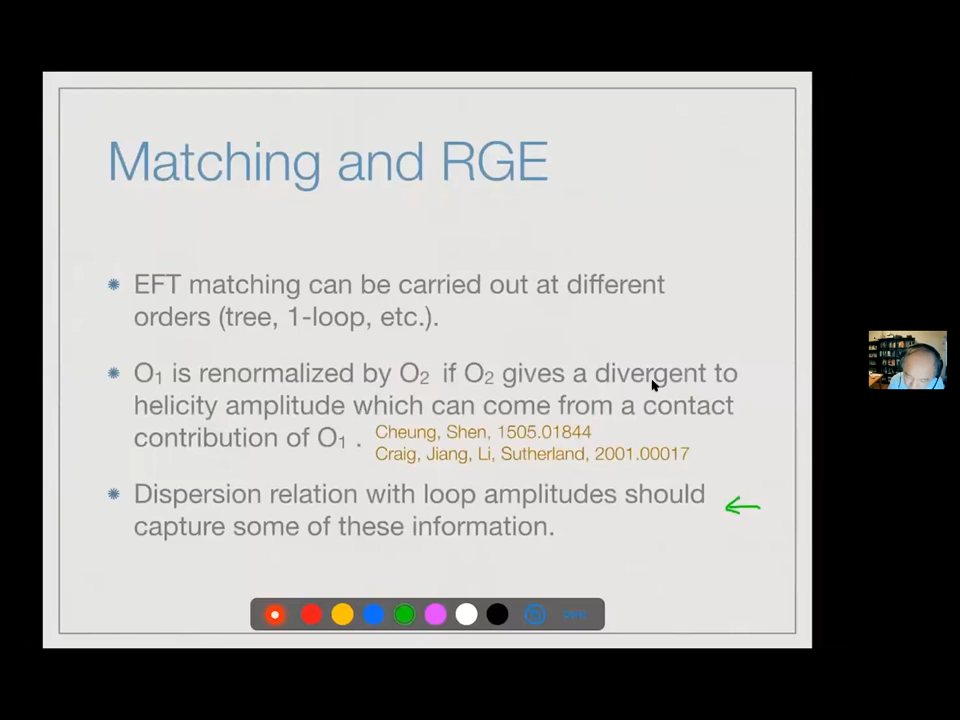 Matching and RGE
EFT matching can be carried out at different
orders (tree, 1-loop, etc.).
O₁ is renormalized by O₂ if O₂ gives a divergent to
helicity amplitude which can come from a contact
contribution of O₁ .
Cheung, Shen, 1505.01844
Craig, Jiang, Li, Sutherland, 2001.00017
Dispersion relation with loop amplitudes should
capture some of these information.